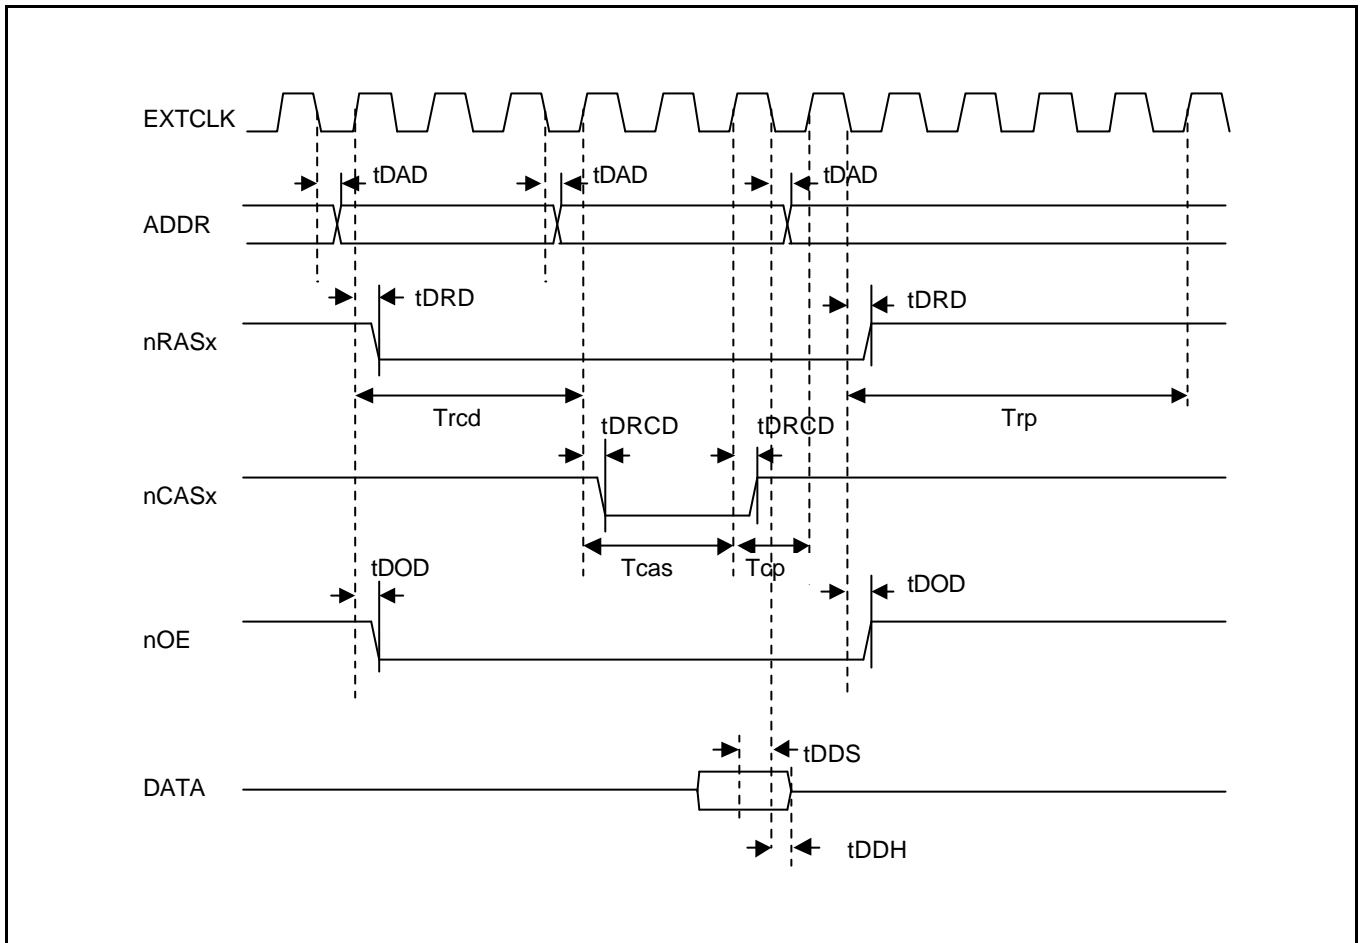 EXTCLK
tDAD tDAD tDAD
ADDR
tDRD tDRD
nRASx
Trcd Trp
tDRCD tDRCD
nCASx
Tcas Tcp
tDOD tDOD
nOE
tDDS
DATA
tDDH